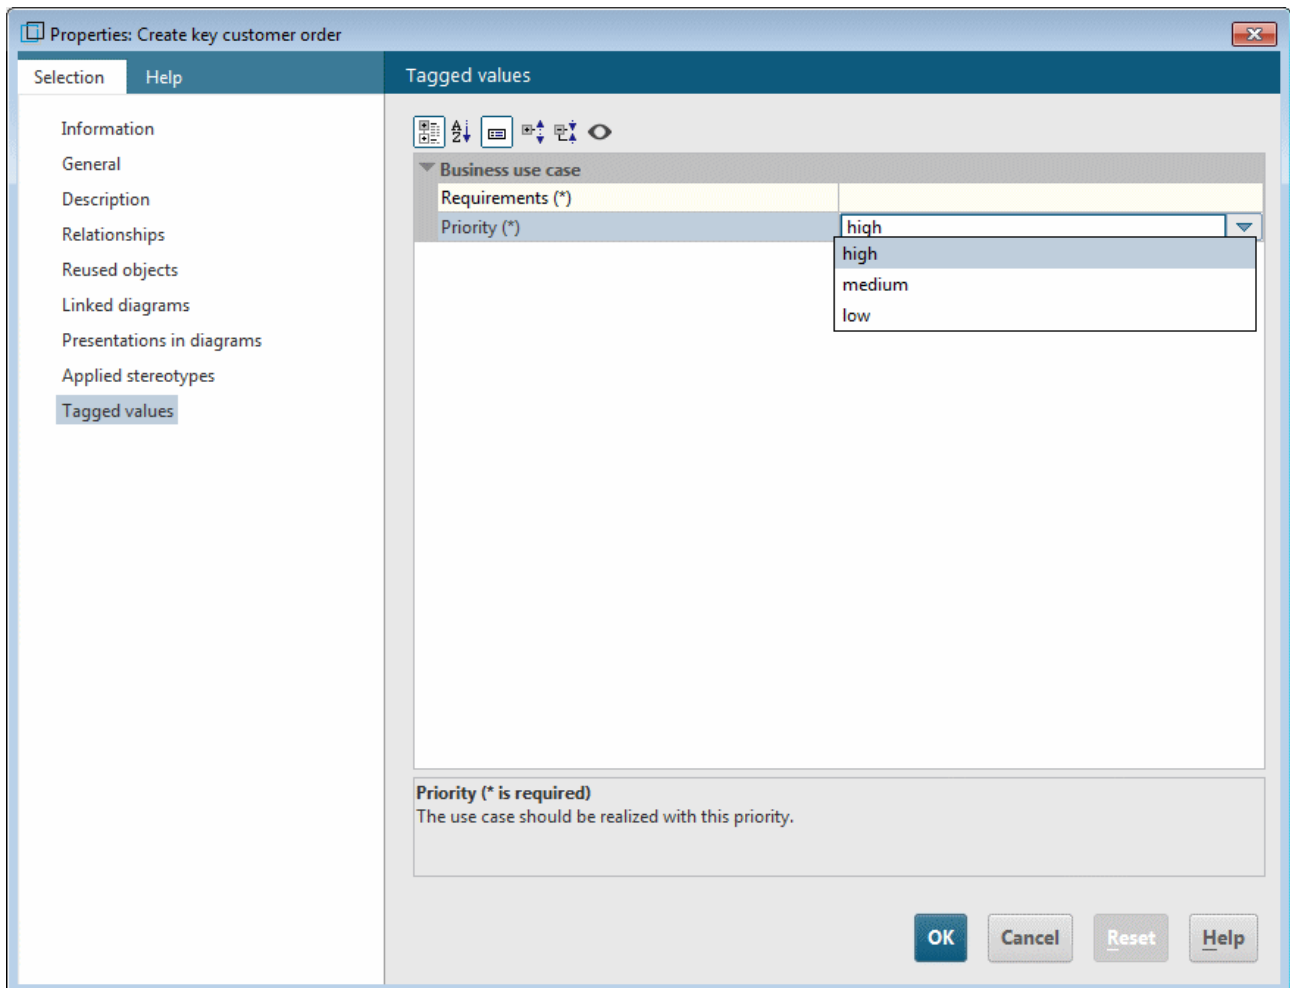 Properties: Create key customer order
Selection
Help
Information
General
Description
Relationships
Reused objects
Linked diagrams
Presentations in diagrams
Applied stereotypes
Tagged values
Tagged values
Business use case
Requirements (*)
Priority (*)
high
high
medium
low
Priority (* is required)
The use case should be realized with this priority.
OK
Cancel
Reset
Help